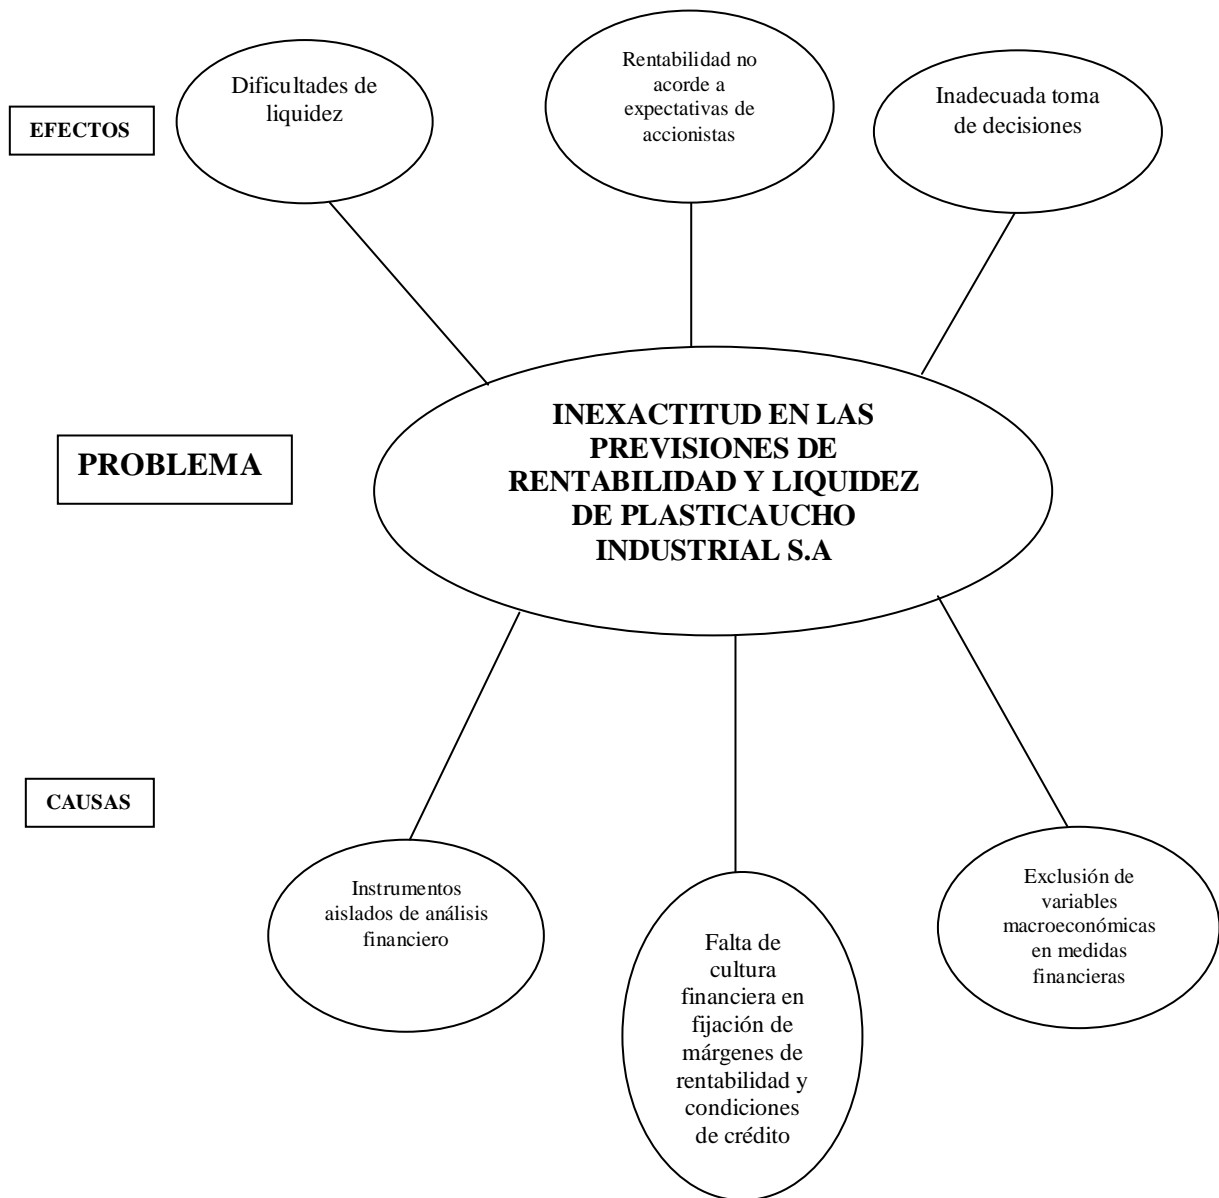 Dificultades de
liquidez
Rentabilidad no
acorde a
expectativas de
accionistas
Inadecuada toma
de decisiones
EFECTOS
INEXACTITUD EN LAS
PREVISIONES DE
RENTABILIDAD Y LIQUIDEZ
DE PLASTICAUCHO
INDUSTRIAL S.A
PROBLEMA
CAUSAS
Instrumentos
aislados de análisis
financiero
Falta de
cultura
financiera en
fijación de
márgenes de
rentabilidad y
condiciones
de crédito
Exclusión de
variables
macroeconómicas
en medidas
financieras